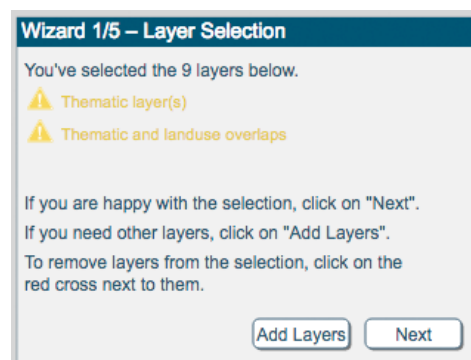 Wizard 1/5 – Layer Selection
You've selected the 9 layers below.
Thematic layer(s)
Thematic and landuse overlaps
If you are happy with the selection, click on "Next".
If you need other layers, click on "Add Layers".
To remove layers from the selection, click on the
red cross next to them.
Add Layers Next